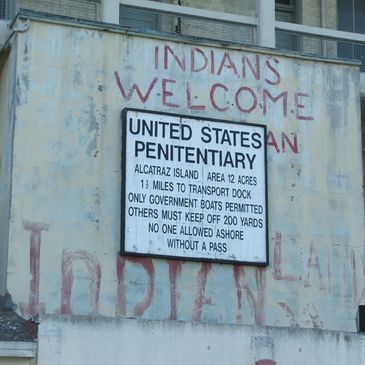 INDIANS
WELCOME
UNITED STATES
PENITENTIARY
ALCATRAZ ISLAND AREA 12 ACRES
1½ MILES TO TRANSPORT DOCK
ONLY GOVERNMENT BOATS PERMITTED
OTHERS MUST KEEP OFF 200 YARDS
NO ONE ALLOWED ASHORE
WITHOUT A PASS
INDIAN LAND